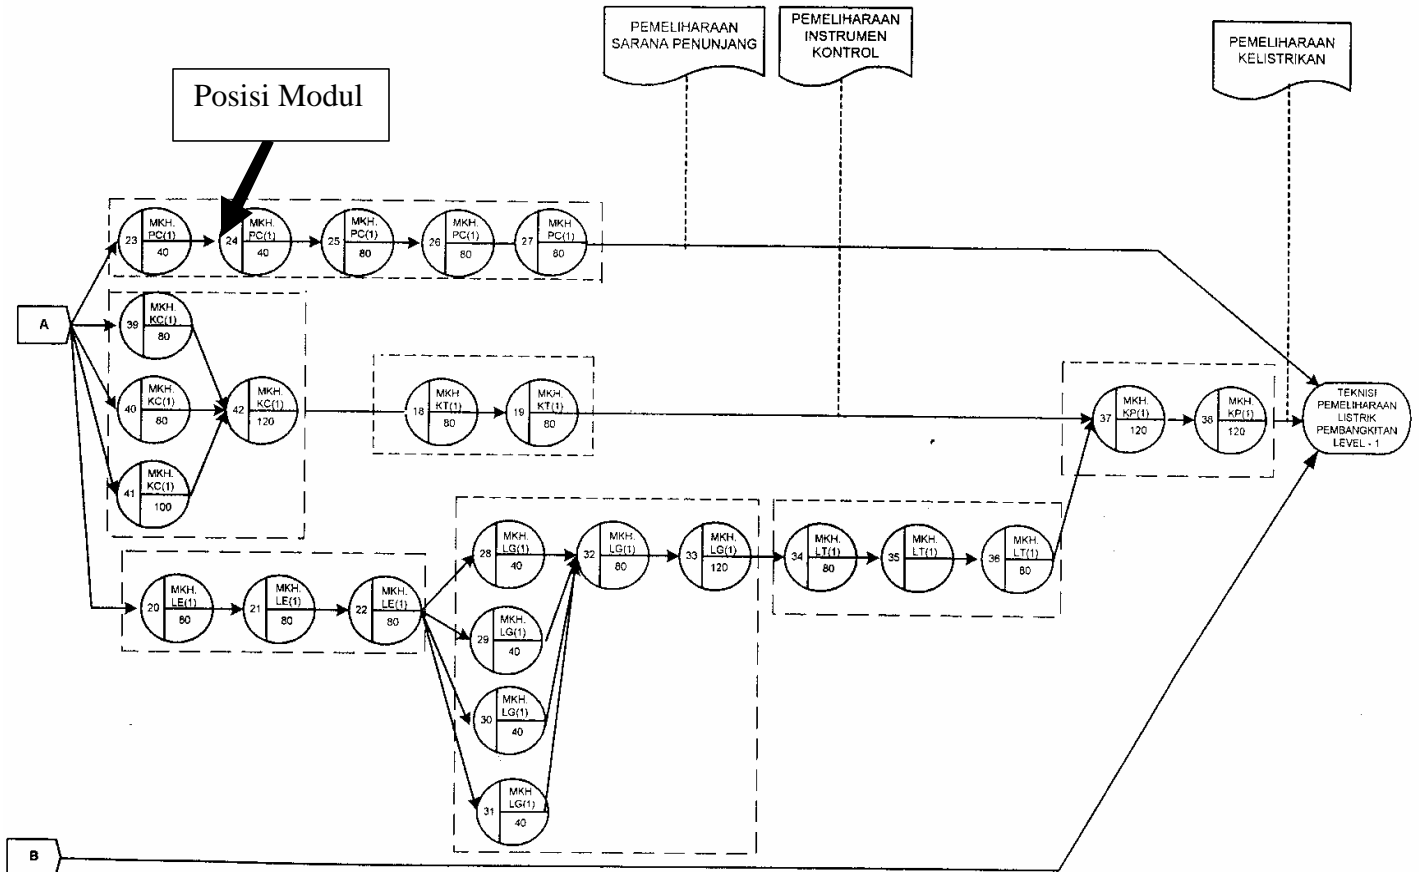 PEMELIHARAAN
SARANA PENUNJANG
PEMELIHARAAN
INSTRUMEN
KONTROL
PEMELIHARAAN
KELISTRIKAN
Posisi Modul
23
MKH.
PC(1)
40
24
MKH.
PC(1)
40
25
MKH.
PC(1)
80
26
MKH.
PC(1)
80
27
MKH
PC(1)
80
A
39
MKH.
KC(1)
80
40
MKH.
KC(1)
42
MKH.
KC(1)
120
41
MKH.
KC(1)
100
18
MKH
KT(1)
80
19
MKH.
KT(1)
80
37
MKH.
KP(1)
120
38
MKH.
KP(1)
120
TEKNISI
PEMELIHARAAN
LISTRIK
PEMBANGKITAN
LEVEL - 1
20
MKH.
LE(1)
21
MKH.
LE(1)
80
22
MKH.
LE(1)
80
28
MKH.
LG(1)
40
29
MKH.
LG(1)
40
30
MKH.
LG(1)
40
31
MKH
LG(1)
40
32
MKH.
LG(1)
80
33
MKH.
LG(1)
120
34
MKH.
LT(1)
80
35
MKH.
LT(1)
36
MKH.
LT(1)
80
B